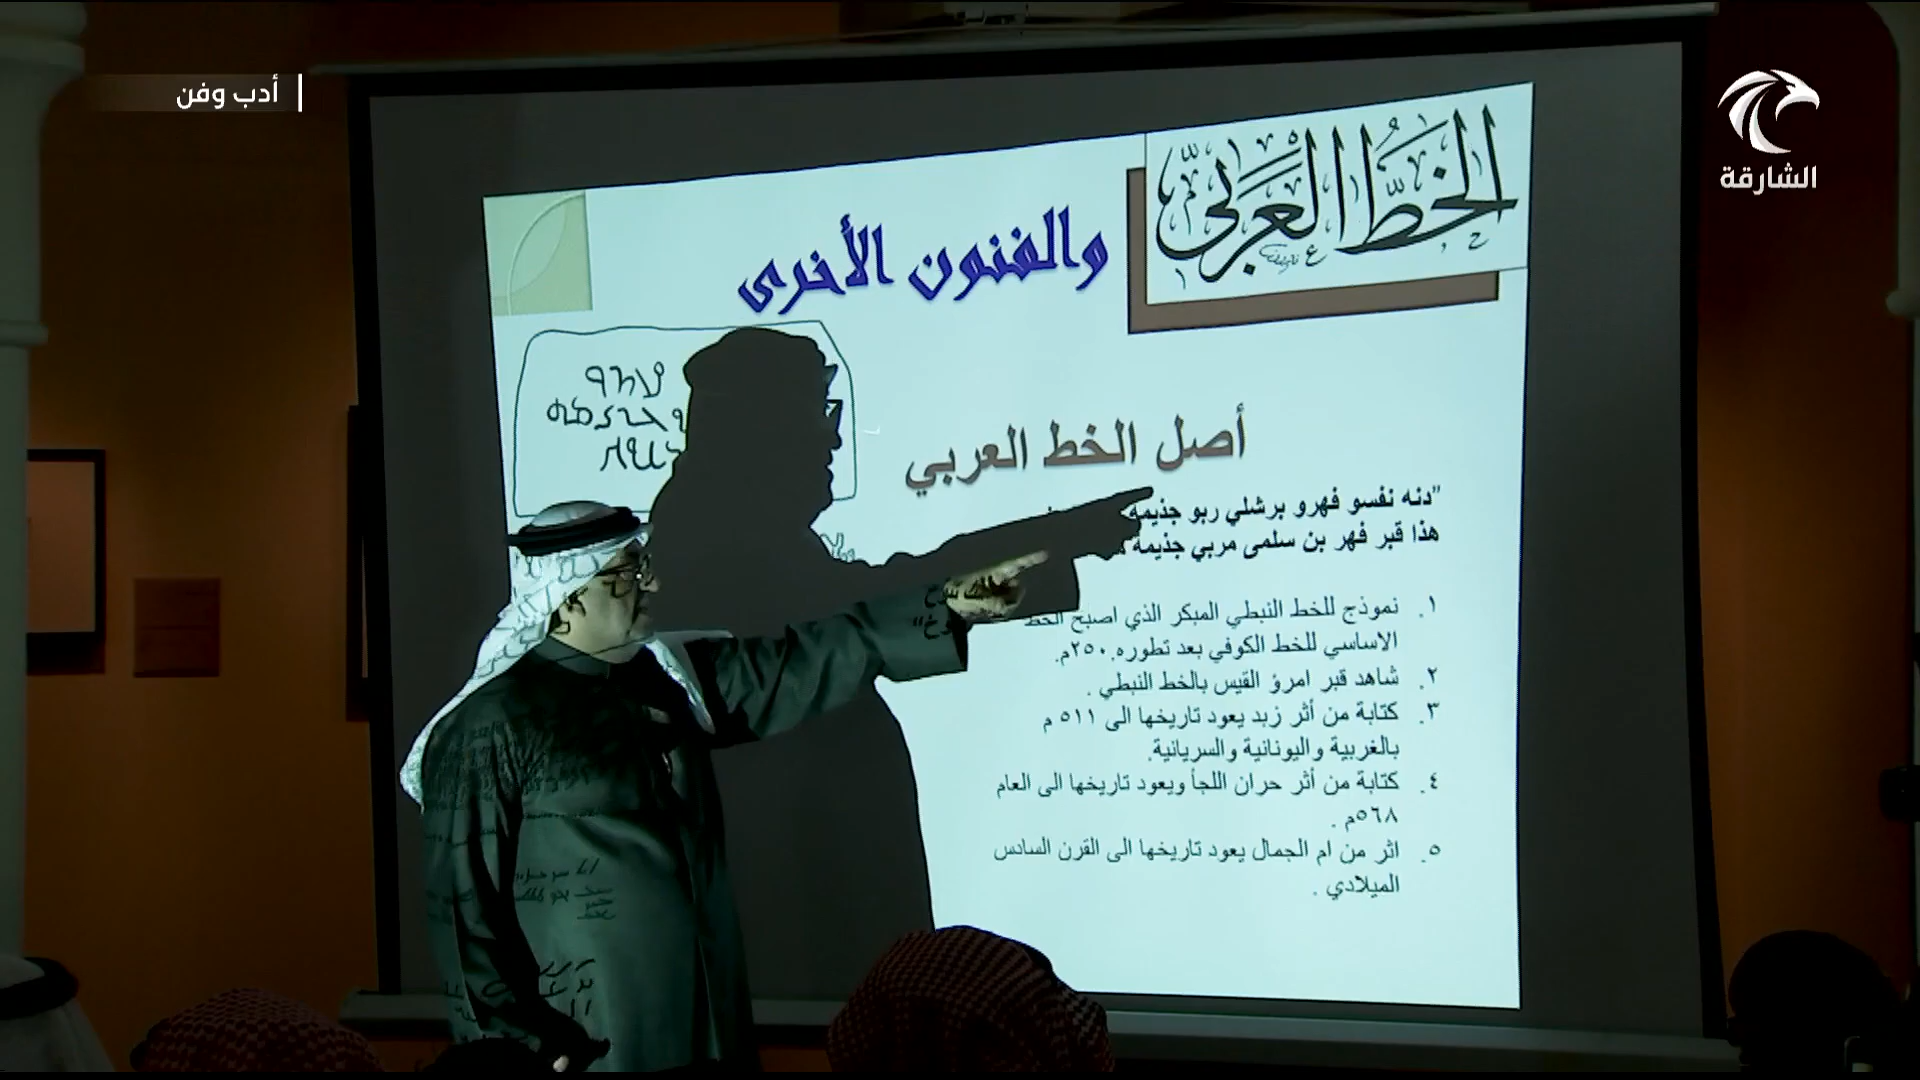 أدب وفن
الشارقة
الخط العربي
والفنون الأخرى
أصل الخط العربي
"دنه نفسو فهرو برشلي ربو جذيمه
هذا قبر فهر بن سلمى مربي جذيمة
١. نموذج للخط النبطي المبكر الذي اصبح الخط
الاساسي للخط الكوفي بعد تطوره.٢٥٠م.
٢. شاهد قبر امرؤ القيس بالخط النبطي .
٣. كتابة من أثر زبد يعود تاريخها الى ٥١١ م
بالغربية واليونانية والسريانية.
٤. كتابة من أثر حران اللجأ ويعود تاريخها الى العام
٥٦٨م .
٥. اثر من ام الجمال يعود تاريخها الى القرن السادس
الميلادي .